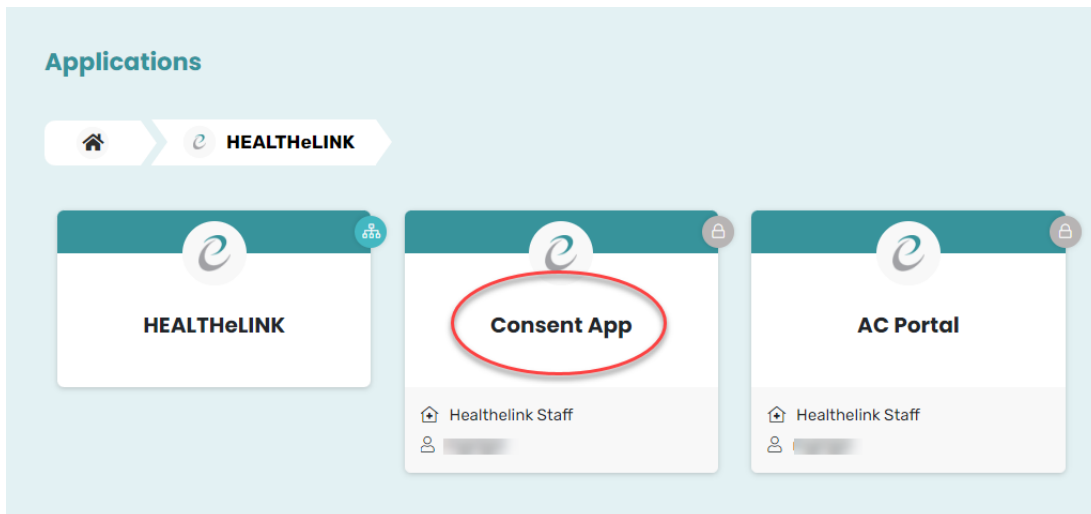 Applications
HEALTHeLINK
HEALTHeLINK
Consent App
AC Portal
Healthelink Staff
Healthelink Staff